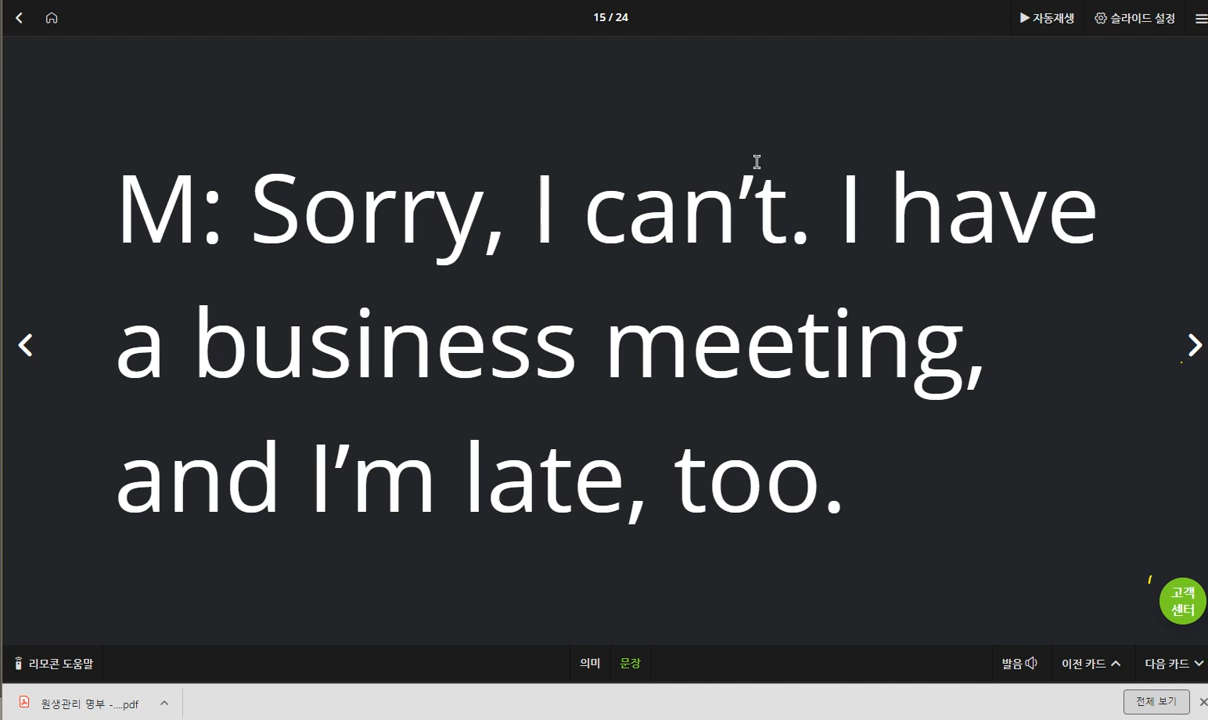 15 / 24
자동재생
슬라이드 설정
M: Sorry, I can’t. I have
a business meeting,
and I’m late, too.
고객
센터
리모콘 도움말
의미
문장
발음
이전 카드
다음 카드
원생관리 명부 -....pdf
전체 보기